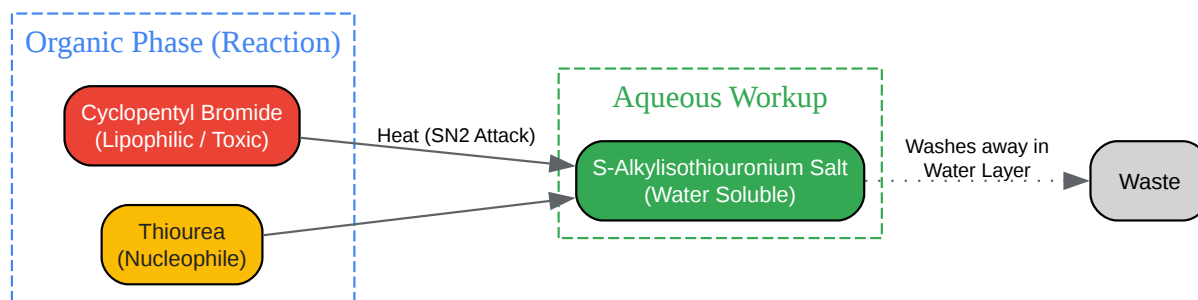 Organic Phase (Reaction)
Cyclopentyl Bromide
(Lipophilic / Toxic)
Thiourea
(Nucleophile)
Heat (SN2 Attack)
Aqueous Workup
S-Alkylisothiouronium Salt
(Water Soluble)
Washes away in
Water Layer
Waste